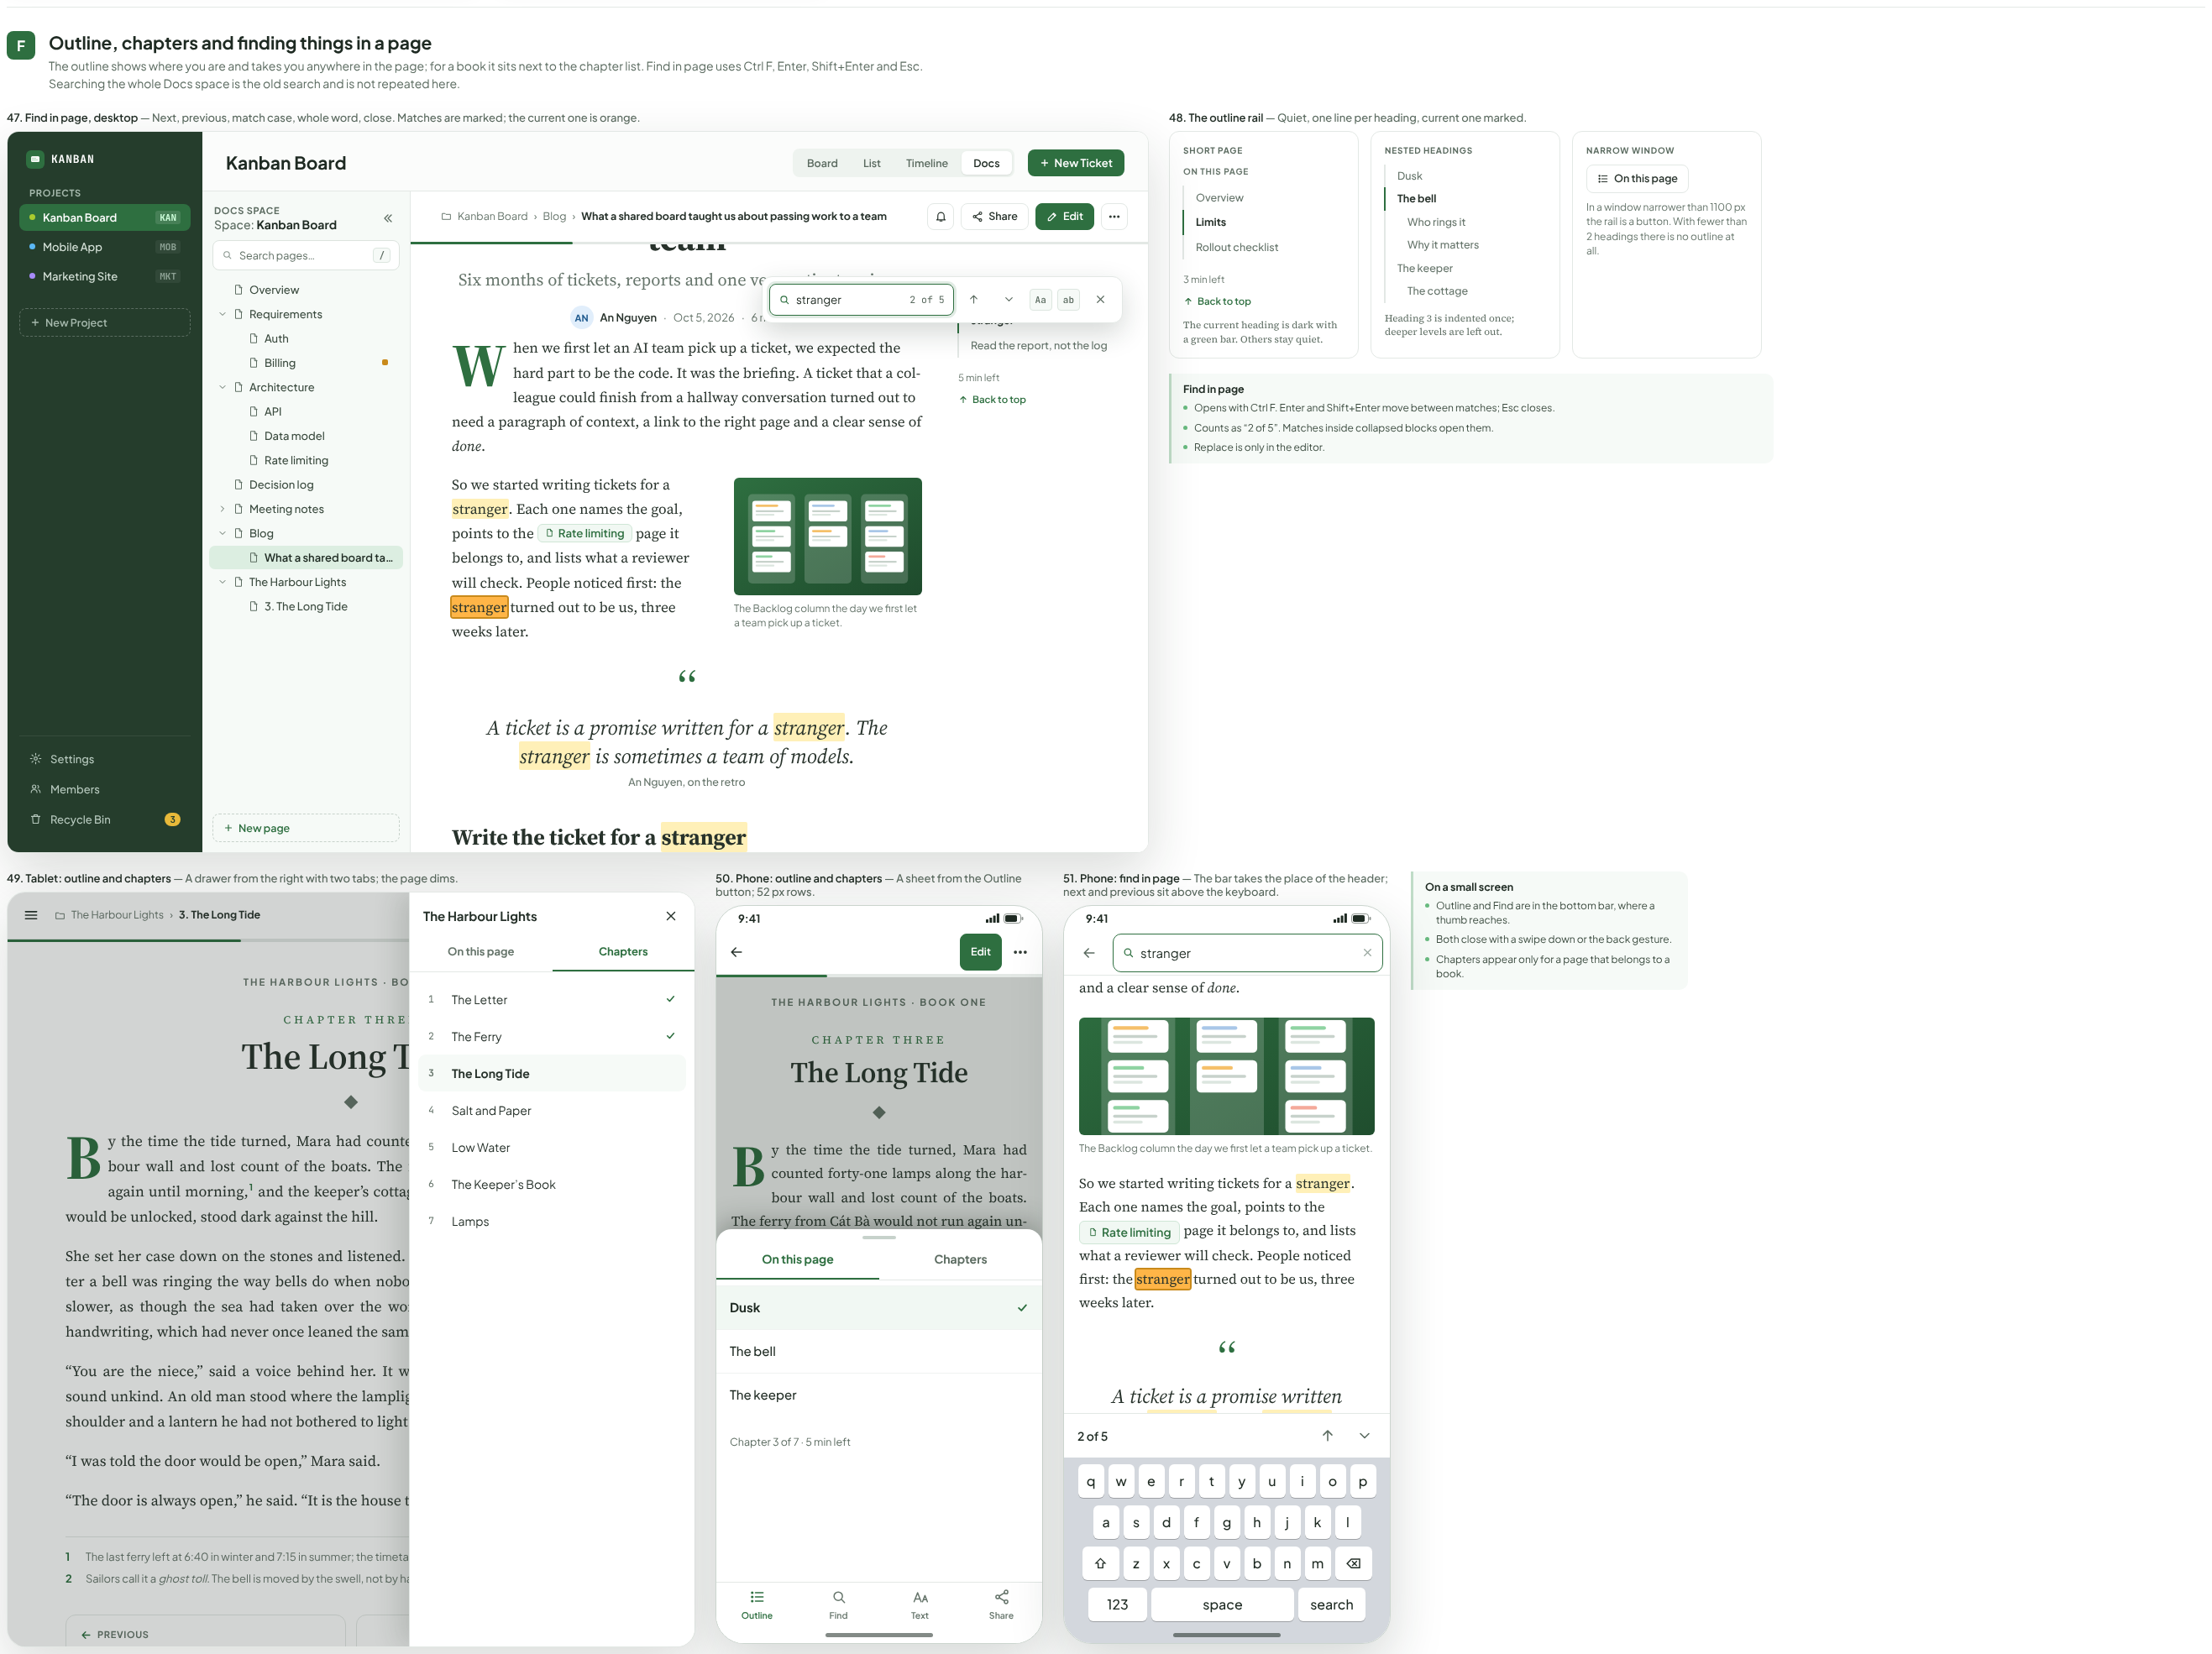 F
Outline, chapters and finding things in a page
The outline shows where you are and takes you anywhere in the page; for a book it sits next to the chapter list. Find in page uses Ctrl F, Enter, Shift+Enter and Esc.
Searching the whole Docs space is the old search and is not repeated here.
47. Find in page, desktop — Next, previous, match case, whole word, close. Matches are marked; the current one is orange.
KANBAN
PROJECTS
Kanban Board KAN
Mobile App MOB
Marketing Site MKT
+ New Project
Settings
Members
Recycle Bin 3
Kanban Board
Board List Timeline Docs
+ New Ticket
DOCS SPACE
Space: Kanban Board
Search pages... /
Overview
Requirements
Auth
Billing
Architecture
API
Data model
Rate limiting
Decision log
Meeting notes
Blog
What a shared board ta...
The Harbour Lights
3. The Long Tide
+ New page
Kanban Board › Blog › What a shared board taught us about passing work to a team
Share
Edit
team
Six months of tickets, reports and one ve
stranger 2 of 5 Aa ab
AN An Nguyen · Oct 5, 2026 · 6
When we first let an AI team pick up a ticket, we expected the
hard part to be the code. It was the briefing. A ticket that a col-
league could finish from a hallway conversation turned out to
need a paragraph of context, a link to the right page and a clear sense of
done.
So we started writing tickets for a
stranger. Each one names the goal,
points to the Rate limiting page it
belongs to, and lists what a reviewer
will check. People noticed first: the
stranger turned out to be us, three
weeks later.
The Backlog column the day we first let
a team pick up a ticket.
“
A ticket is a promise written for a stranger. The
stranger is sometimes a team of models.
An Nguyen, on the retro
Write the ticket for a stranger
stranger
Read the report, not the log
5 min left
↑ Back to top
48. The outline rail — Quiet, one line per heading, current one marked.
SHORT PAGE
ON THIS PAGE
Overview
Limits
Rollout checklist
3 min left
↑ Back to top
The current heading is dark with
a green bar. Others stay quiet.
NESTED HEADINGS
Dusk
The bell
Who rings it
Why it matters
The keeper
The cottage
Heading 3 is indented once;
deeper levels are left out.
NARROW WINDOW
On this page
In a window narrower than 1100 px
the rail is a button. With fewer than
2 headings there is no outline at
all.
Find in page
Opens with Ctrl F. Enter and Shift+Enter move between matches; Esc closes.
Counts as “2 of 5”. Matches inside collapsed blocks open them.
Replace is only in the editor.
49. Tablet: outline and chapters — A drawer from the right with two tabs; the page dims.
The Harbour Lights › 3. The Long Tide
THE HARBOUR LIGHTS · BO
CHAPTER THREE
The Long T
By the time the tide turned, Mara had counte
bour wall and lost count of the boats. The
again until morning,1 and the keeper’s cottag
would be unlocked, stood dark against the hill.
She set her case down on the stones and listened.
ter a bell was ringing the way bells do when nobo
slower, as though the sea had taken over the wo
handwriting, which had never once leaned the sam
“You are the niece,” said a voice behind her. It w
sound unkind. An old man stood where the lamplig
shoulder and a lantern he had not bothered to light
“I was told the door would be open,” Mara said.
“The door is always open,” he said. “It is the house t
1 The last ferry left at 6:40 in winter and 7:15 in summer; the timeta
2 Sailors call it a ghost toll. The bell is moved by the swell, not by ha
← PREVIOUS
The Harbour Lights
On this page Chapters
1 The Letter
2 The Ferry
3 The Long Tide
4 Salt and Paper
5 Low Water
6 The Keeper's Book
7 Lamps
50. Phone: outline and chapters — A sheet from the Outline
button; 52 px rows.
9:41
Edit
THE HARBOUR LIGHTS · BOOK ONE
CHAPTER THREE
The Long Tide
By the time the tide turned, Mara had
counted forty-one lamps along the har-
bour wall and lost count of the boats.
The ferry from Cát Bà would not run again un-
On this page Chapters
Dusk
The bell
The keeper
Chapter 3 of 7 · 5 min left
Outline Find Text Share
51. Phone: find in page — The bar takes the place of the header;
next and previous sit above the keyboard.
9:41
stranger
and a clear sense of done.
The Backlog column the day we first let a team pick up a ticket.
So we started writing tickets for a stranger.
Each one names the goal, points to the
Rate limiting page it belongs to, and lists
what a reviewer will check. People noticed
first: the stranger turned out to be us, three
weeks later.
“
A ticket is a promise written
2 of 5
q w e r t y u i o p
a s d f g h j k l
z x c v b n m
123 space search
On a small screen
Outline and Find are in the bottom bar, where a
thumb reaches.
Both close with a swipe down or the back gesture.
Chapters appear only for a page that belongs to a
book.